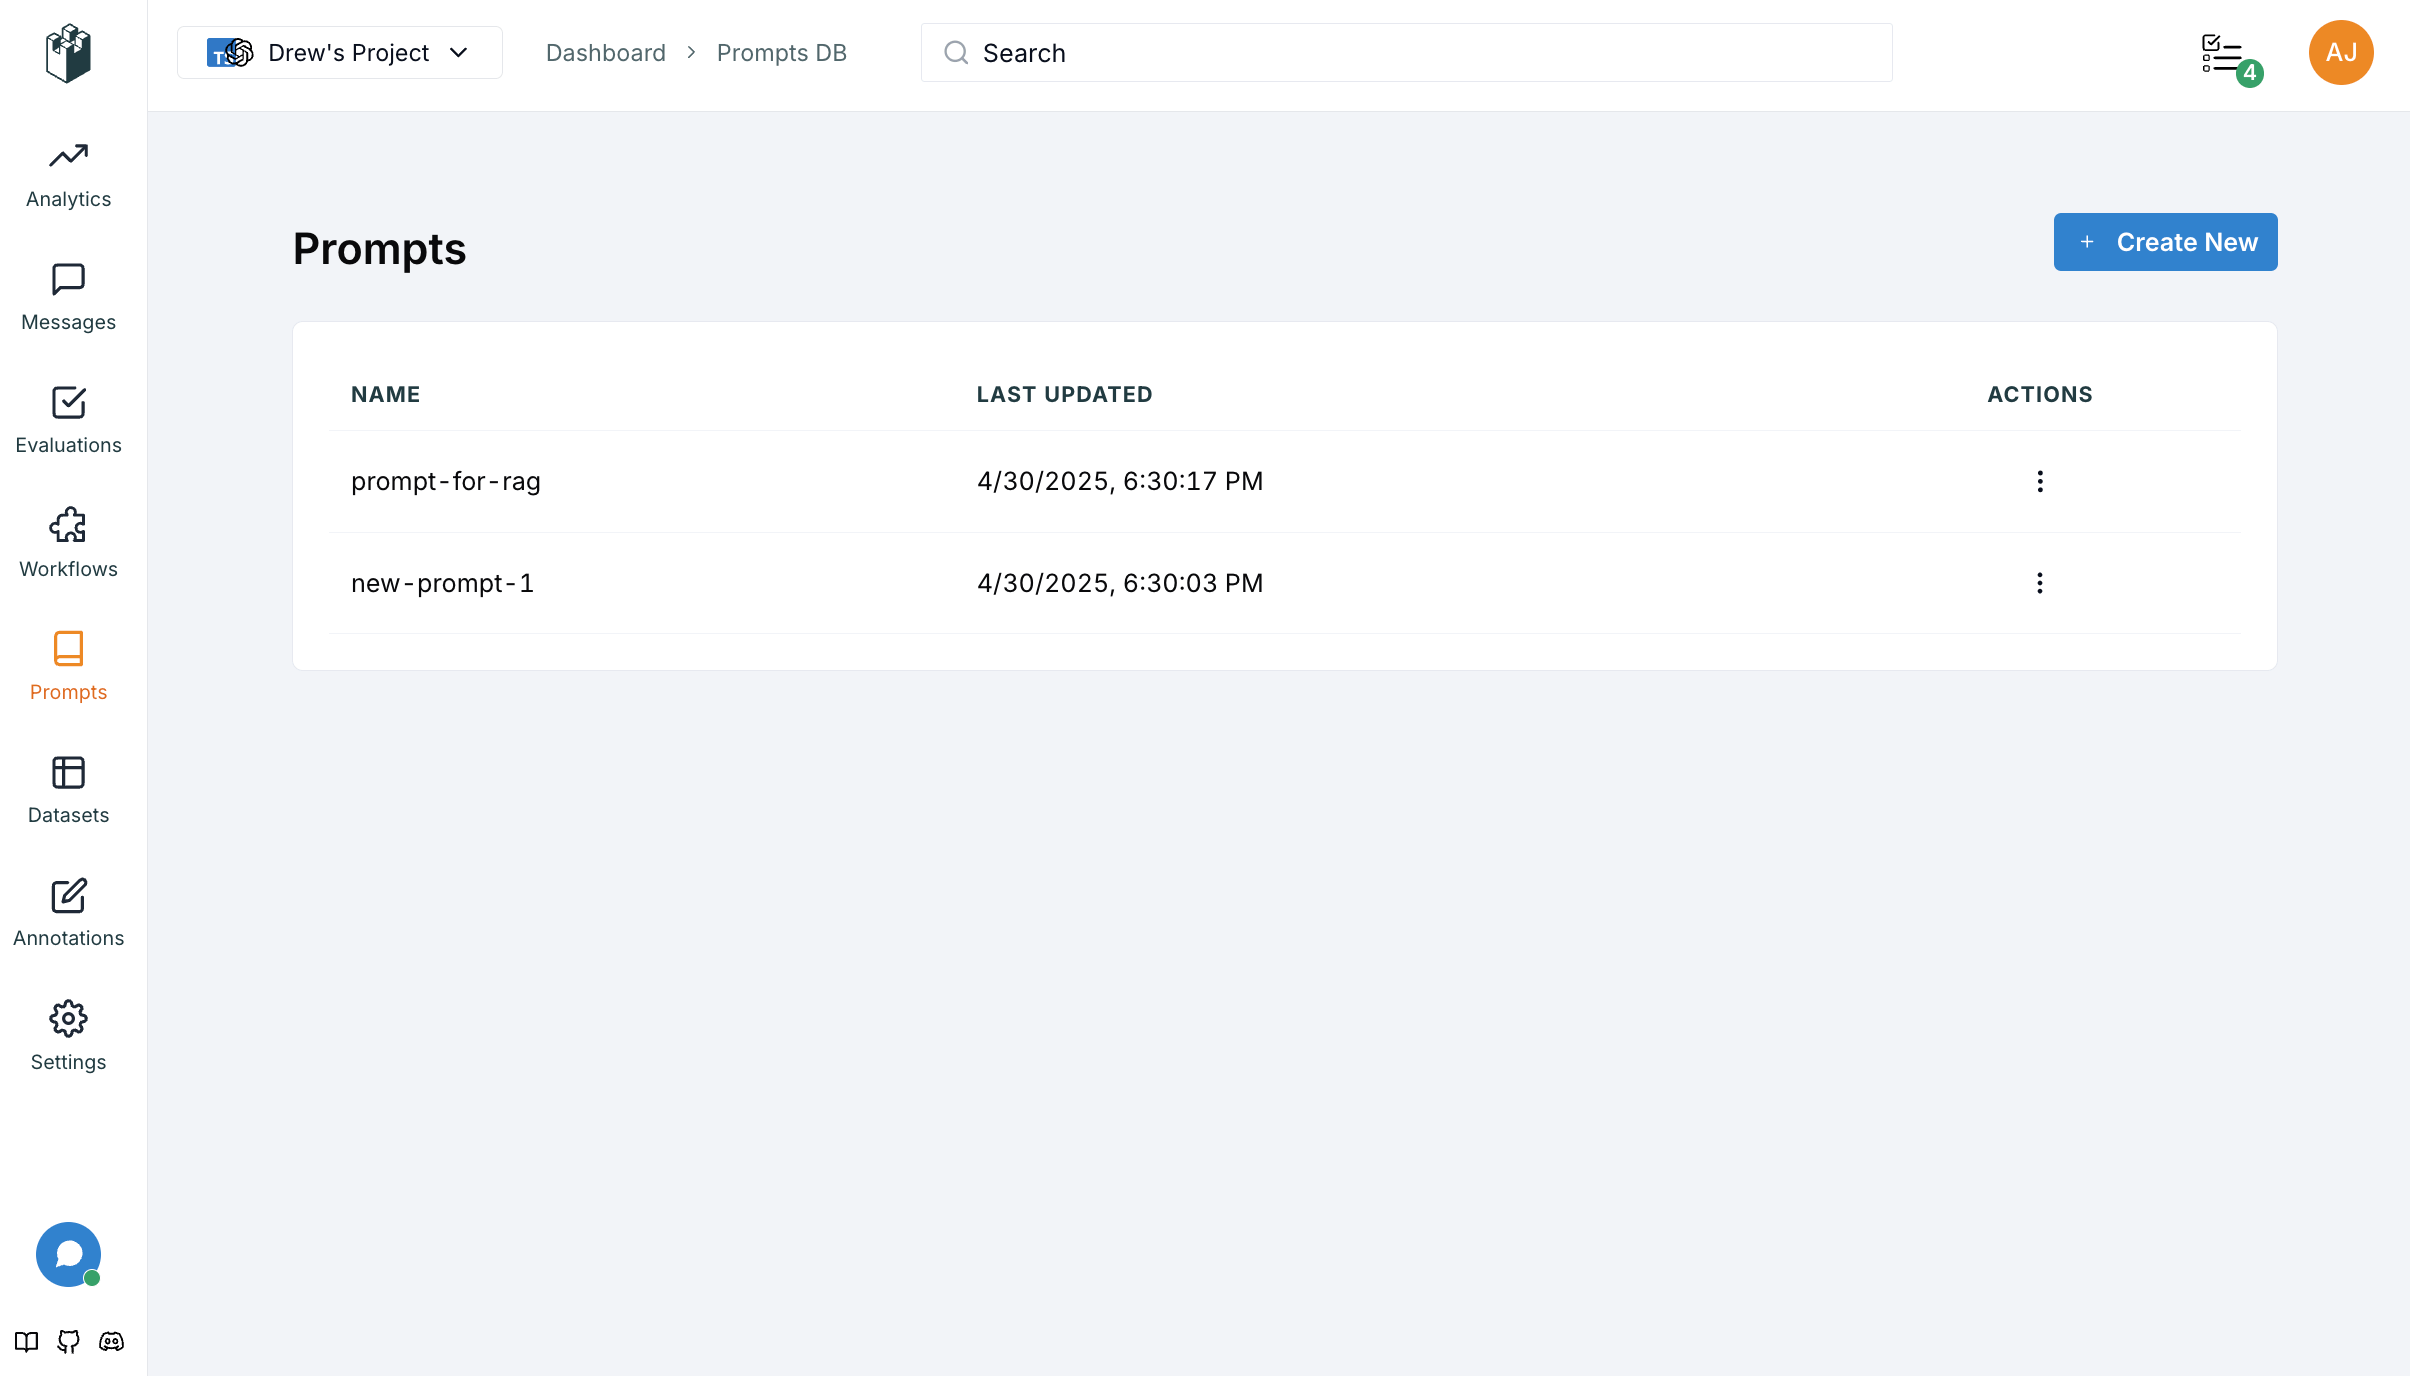 Drew's Project
Dashboard > Prompts DB
Search
4
AJ
Analytics
Messages
Evaluations
Workflows
Prompts
Datasets
Annotations
Settings
Prompts
+ Create New
NAME LAST UPDATED ACTIONS
prompt-for-rag 4/30/2025, 6:30:17 PM
new-prompt-1 4/30/2025, 6:30:03 PM